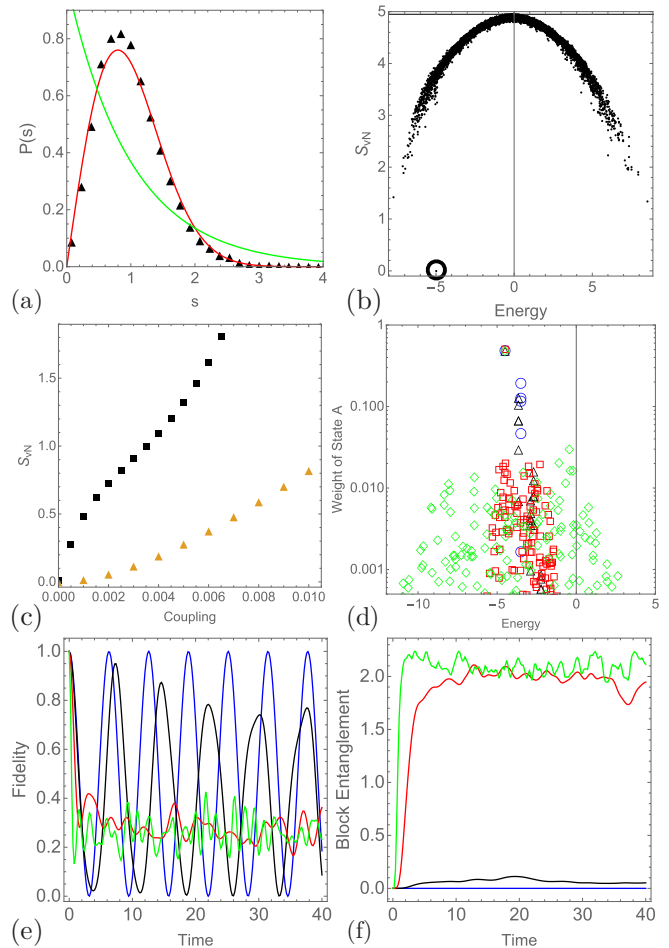 0.8
0.6
0.4
0.2
0.0
P(s)
0 1 2 3 4
s
(a)
5
4
3
2
1
0
SvN
−5 0 5
Energy
(b)
1.5
1.0
0.5
0.0
SvN
0.000 0.002 0.004 0.006 0.008 0.010
Coupling
(c)
1
0.100
0.010
0.001
Weight of State A
−10 −5 0 5
Energy
(d)
1.0
0.8
0.6
0.4
0.2
0.0
Fidelity
0 10 20 30 40
Time
(e)
2.0
1.5
1.0
0.5
0.0
Block Entanglement
0 10 20 30 40
Time
(f)